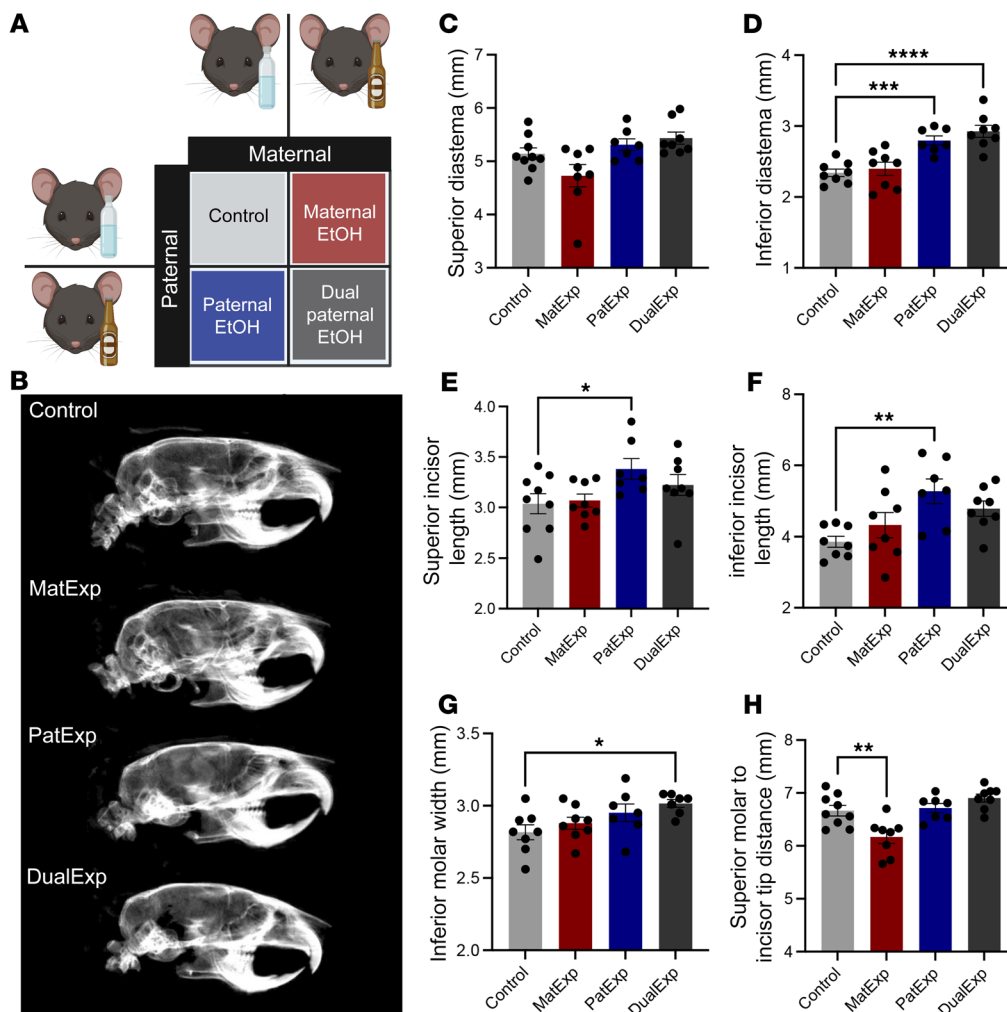 A
Maternal
Paternal
Control
Maternal
EtOH
Paternal
EtOH
Dual
paternal
EtOH
B
Control
MatExp
PatExp
DualExp
C
Superior diastema (mm)
7
6
5
4
3
Control
MatExp
PatExp
DualExp
D
Inferior diastema (mm)
4
3
2
1
****
***
Control
MatExp
PatExp
DualExp
E
Superior incisor
length (mm)
4.0
3.5
3.0
2.5
2.0
*
Control
MatExp
PatExp
DualExp
F
inferior incisor
length (mm)
8
6
4
2
**
Control
MatExp
PatExp
DualExp
G
Inferior molar width (mm)
3.5
3.0
2.5
2.0
*
Control
MatExp
PatExp
DualExp
H
Superior molar to
incisor tip distance (mm)
8
7
6
5
4
**
Control
MatExp
PatExp
DualExp